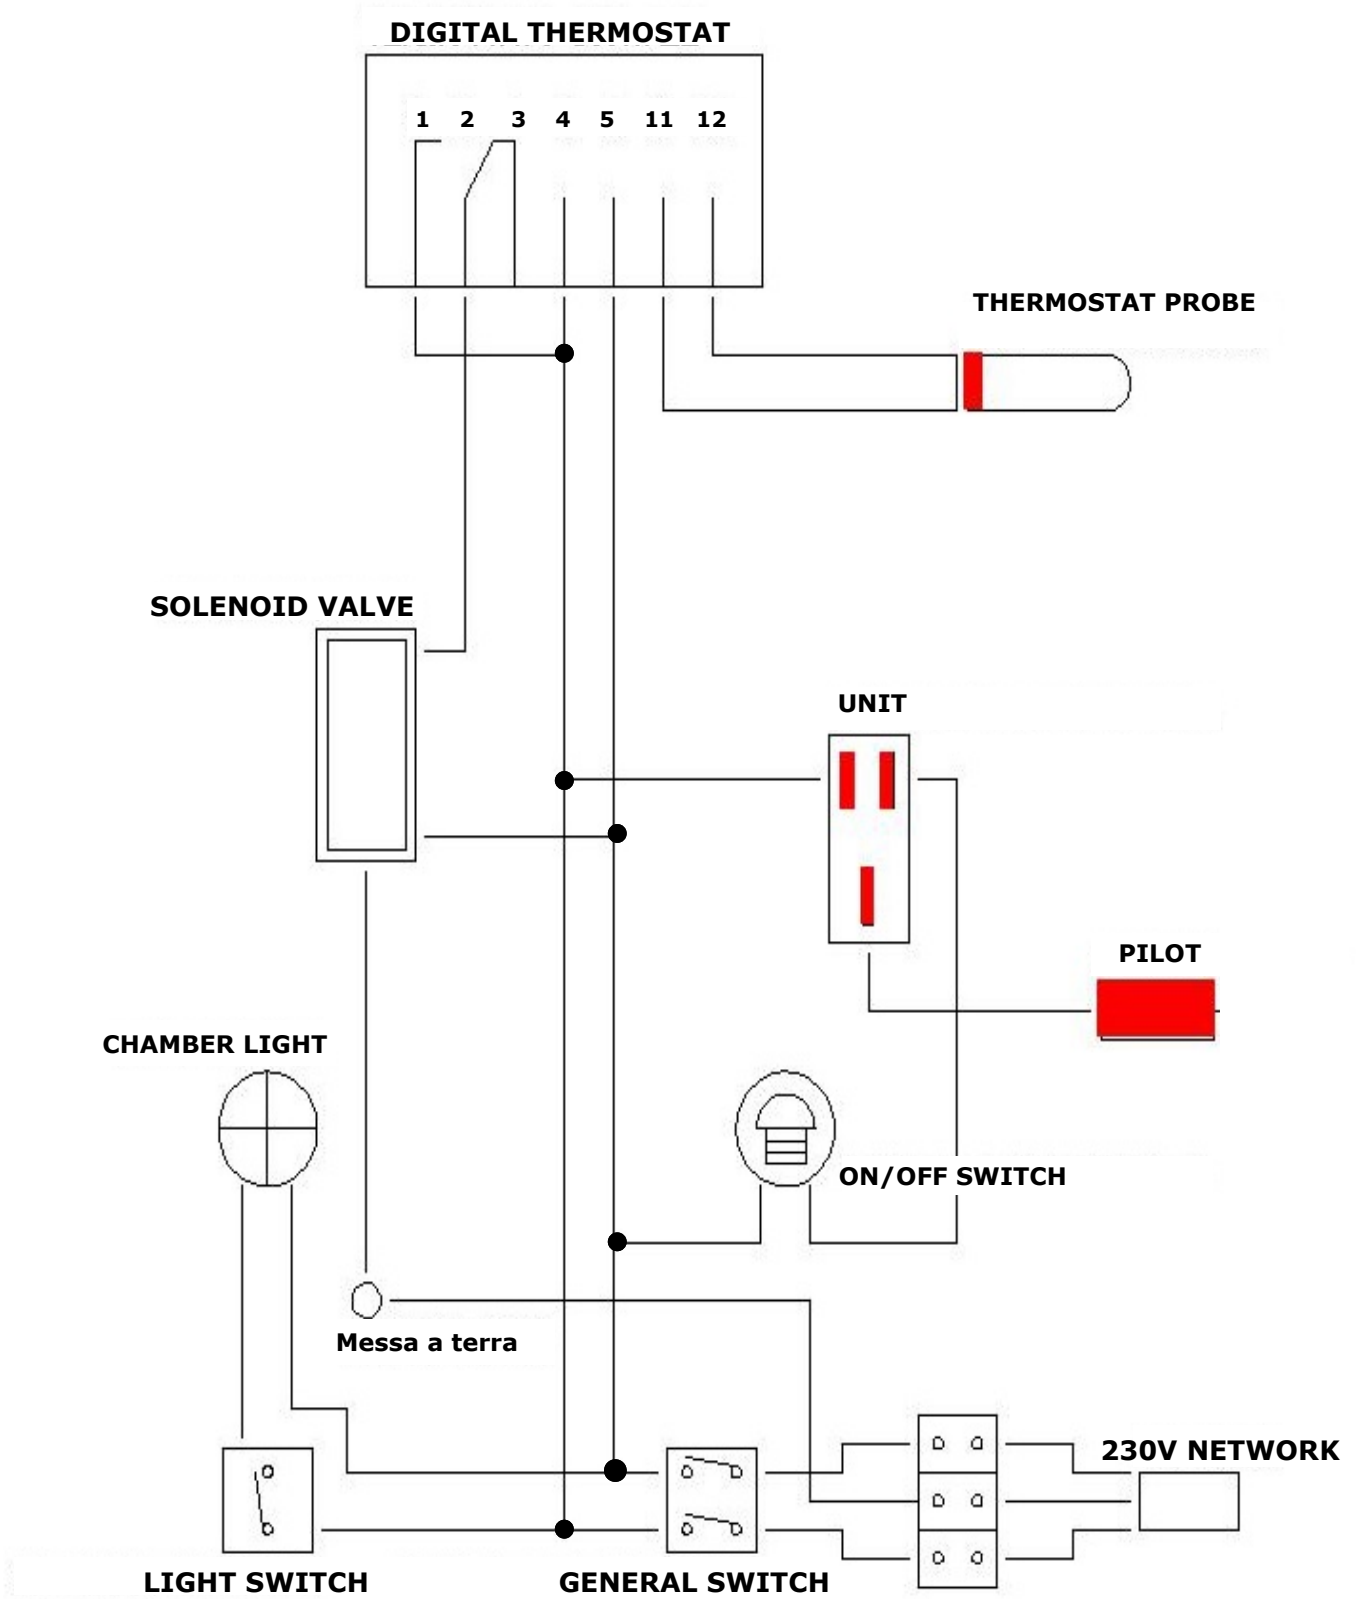 DIGITAL THERMOSTAT
1 2 3 4 5 11 12
THERMOSTAT PROBE
SOLENOID VALVE
UNIT
PILOT
CHAMBER LIGHT
ON/OFF SWITCH
Messa a terra
230V NETWORK
LIGHT SWITCH
GENERAL SWITCH